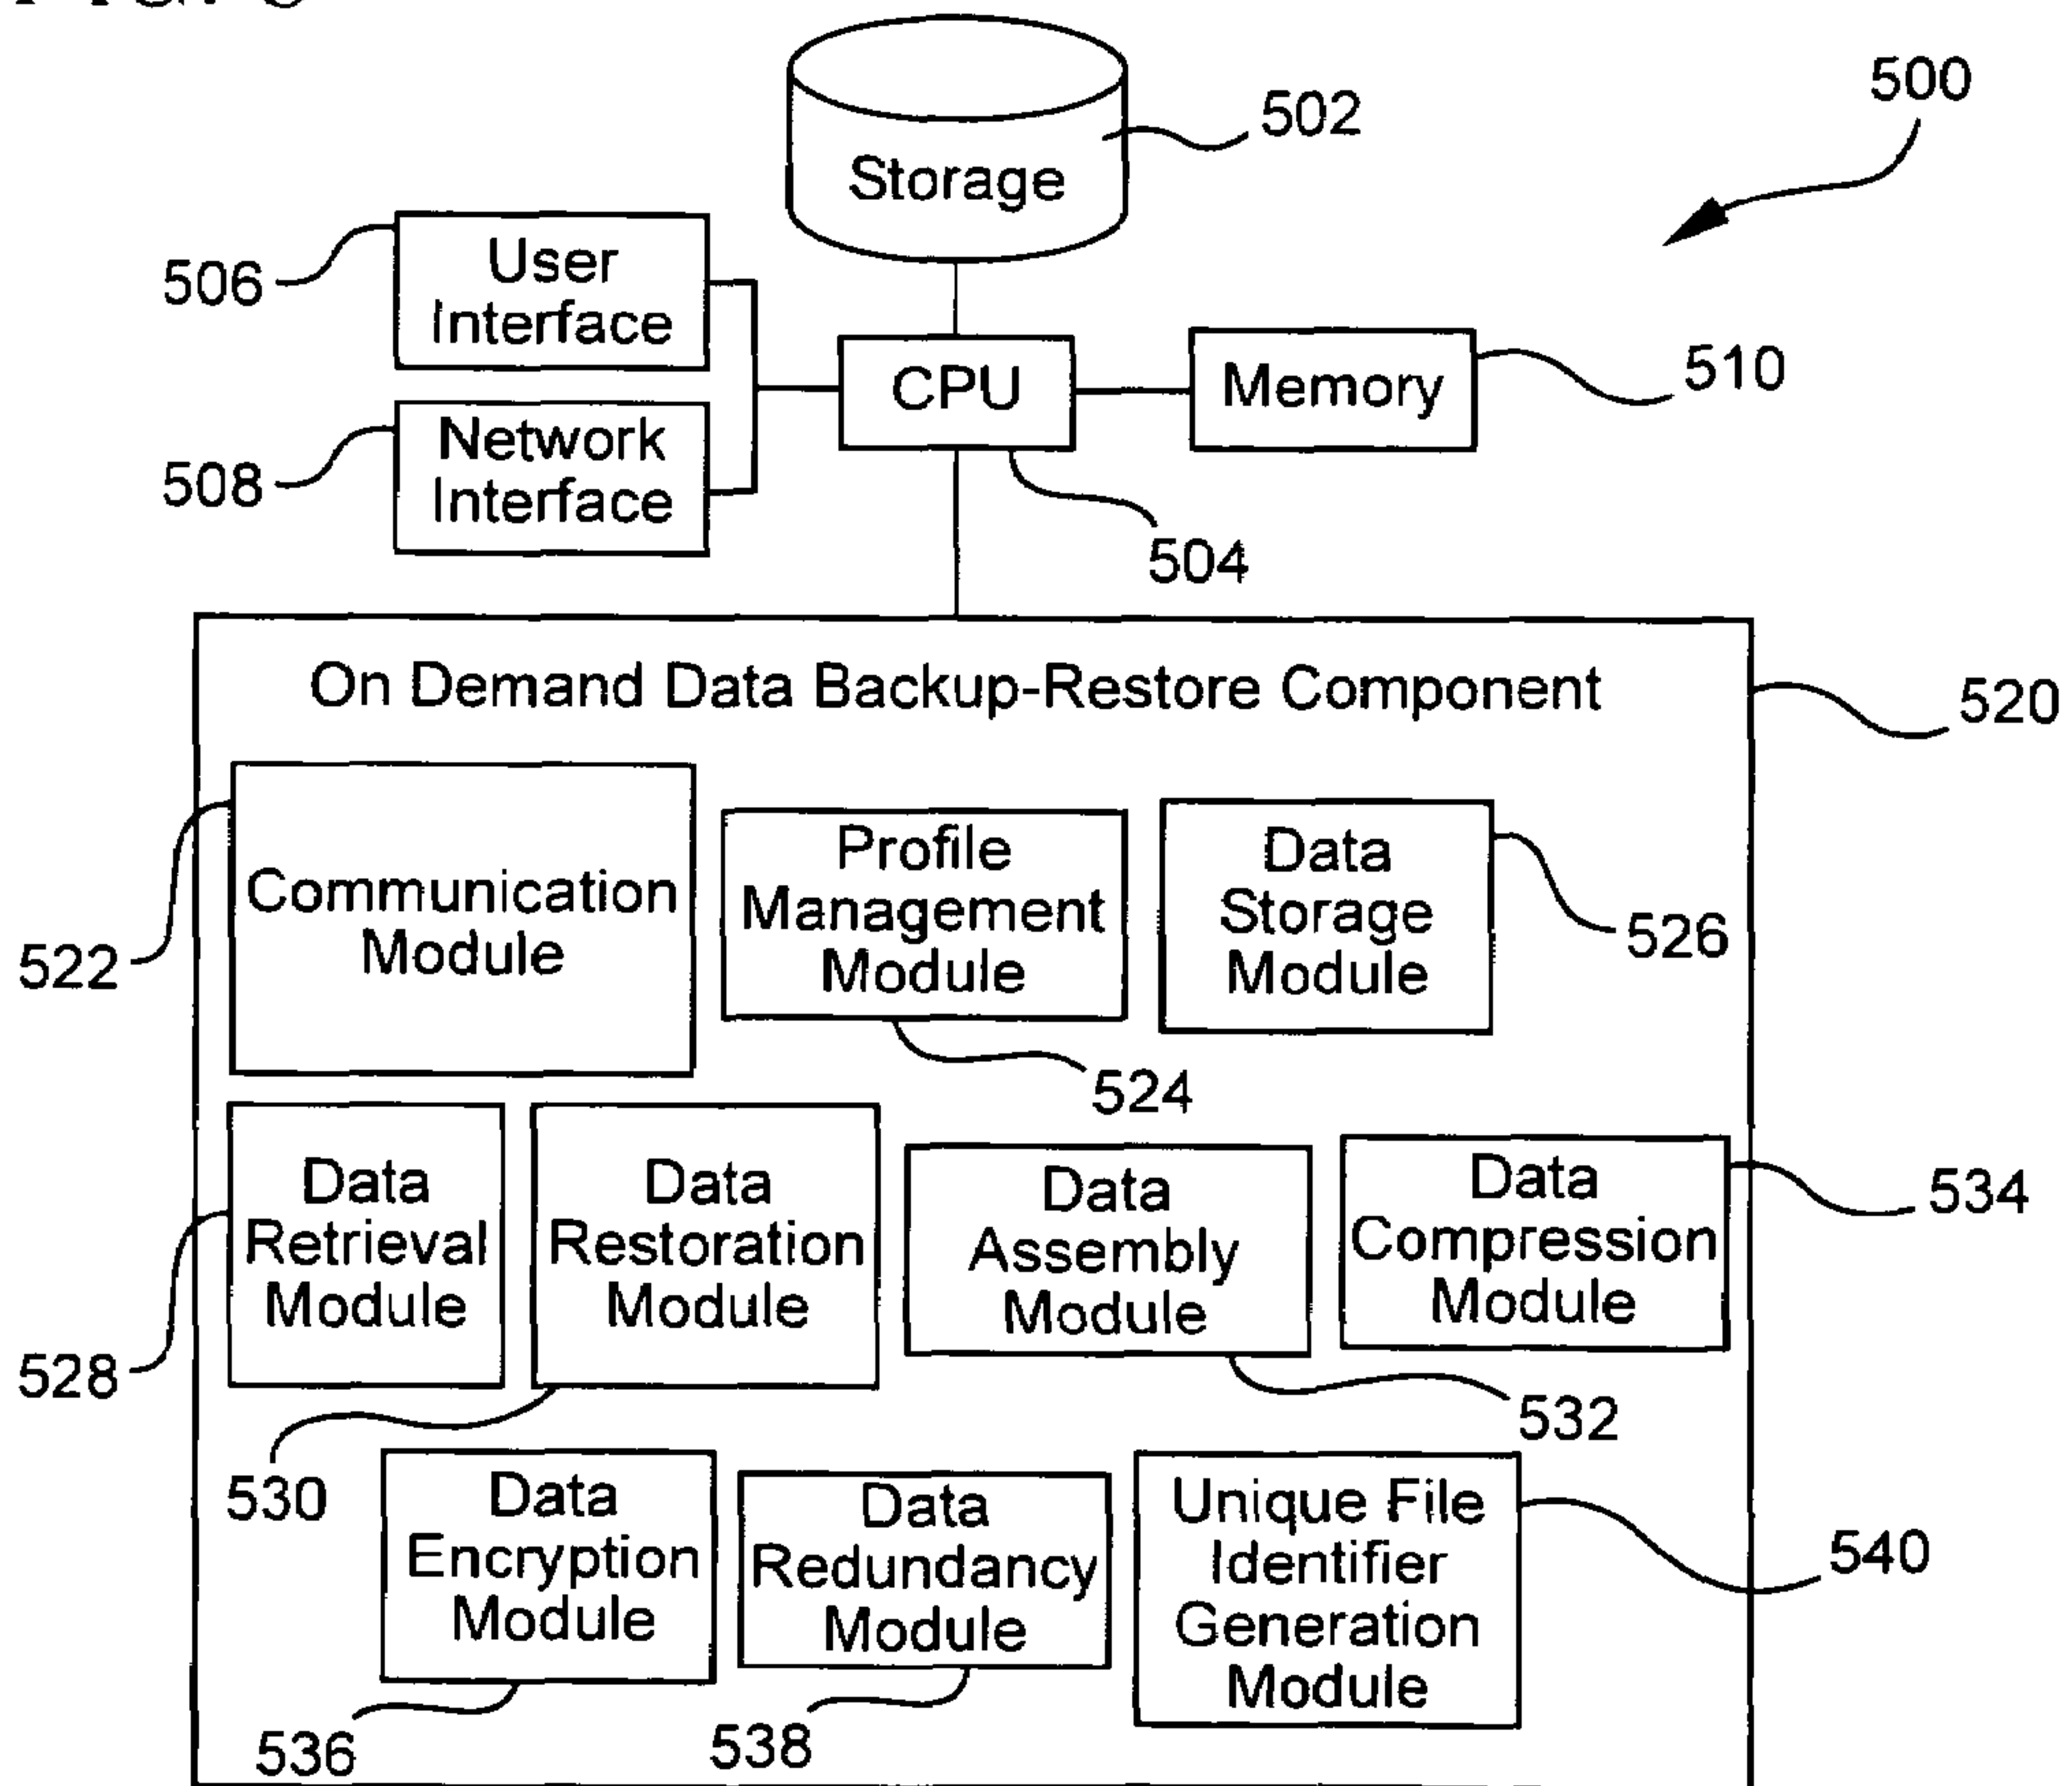 500
502
Storage
506
User
Interface
CPU
Memory
510
508
Network
Interface
504
On Demand Data Backup-Restore Component
520
522
Communication
Module
Profile
Management
Module
524
Data
Storage
Module
526
528
Data
Retrieval
Module
530
Data
Restoration
Module
Data
Assembly
Module
532
Data
Compression
Module
534
Data
Encryption
Module
536
Data
Redundancy
Module
538
Unique File
Identifier
Generation
Module
540